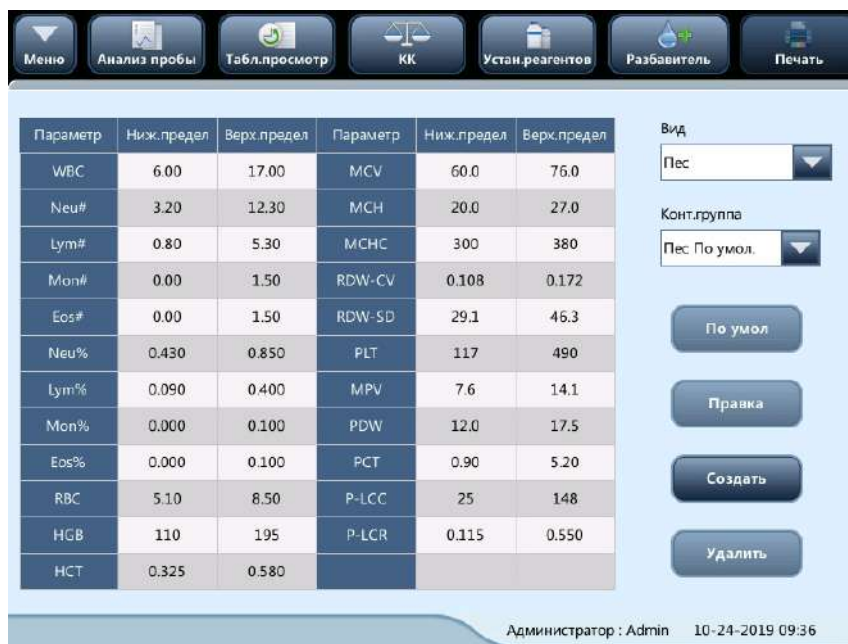 Меню Анализ пробы Табл.просмотр КК Устан.реагентов Разбавитель Печать
Параметр Ниж.предел Верх.предел Параметр Ниж.предел Верх.предел
WBC 6.00 17.00 MCV 60.0 76.0
Neu# 3.20 12.30 MCH 20.0 27.0
Lym# 0.80 5.30 MCHC 300 380
Mon# 0.00 1.50 RDW-CV 0.108 0.172
Eos# 0.00 1.50 RDW-SD 29.1 46.3
Neu% 0.430 0.850 PLT 117 490
Lym% 0.090 0.400 MPV 7.6 14.1
Mon% 0.000 0.100 PDW 12.0 17.5
Eos% 0.000 0.100 PCT 0.90 5.20
RBC 5.10 8.50 P-LCC 25 148
HGB 110 195 P-LCR 0.115 0.550
HCT 0.325 0.580
Вид
Пес
Конт.группа
Пес По умол.
По умол
Правка
Создать
Удалить
Администратор : Admin 10-24-2019 09:36